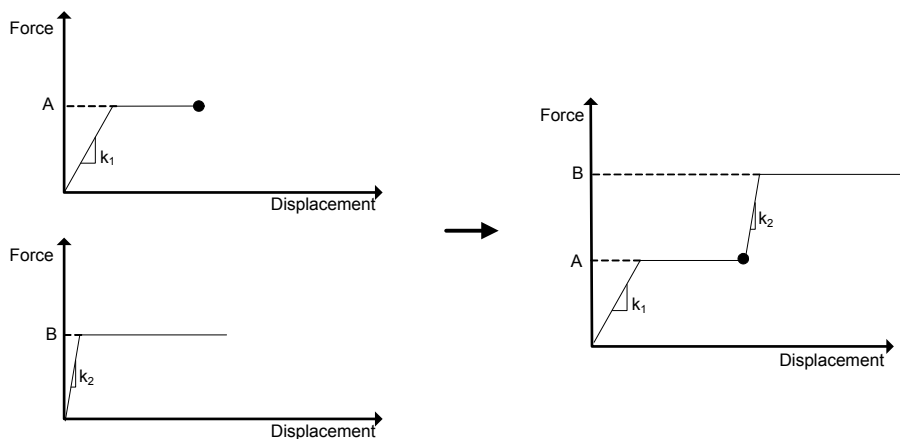 Force
A
k1
Displacement
Force
B
k2
Displacement
Force
B
k2
A
k1
Displacement